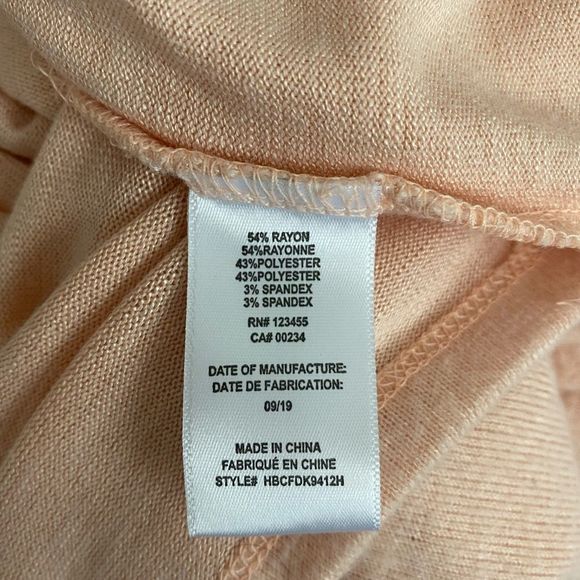 54% RAYON
54%RAYONNE
43%POLYESTER
43%POLYESTER
3% SPANDEX
3% SPANDEX
RN# 123455
CA# 00234
DATE OF MANUFACTURE:
DATE DE FABRICATION:
09/19
MADE IN CHINA
FABRIQUÉ EN CHINE
STYLE# HBCFDK9412H